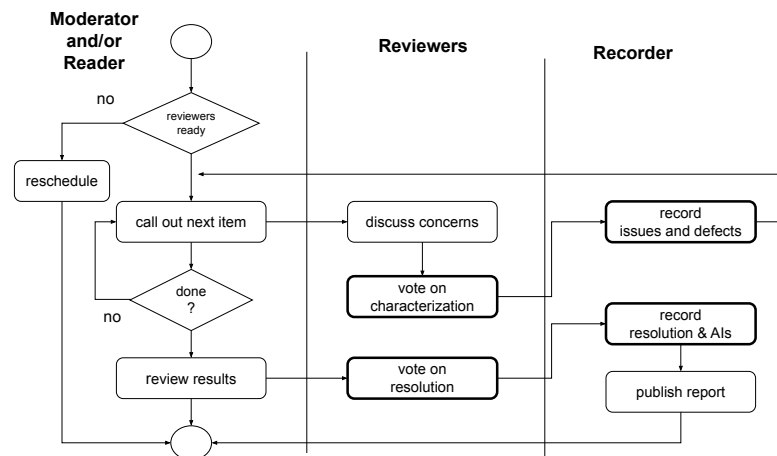 Moderator
and/or
Reader
Reviewers
Recorder
no
reviewers
ready
reschedule
call out next item
discuss concerns
record
issues and defects
vote on
characterization
done
?
no
record
resolution & AIs
review results
vote on
resolution
publish report